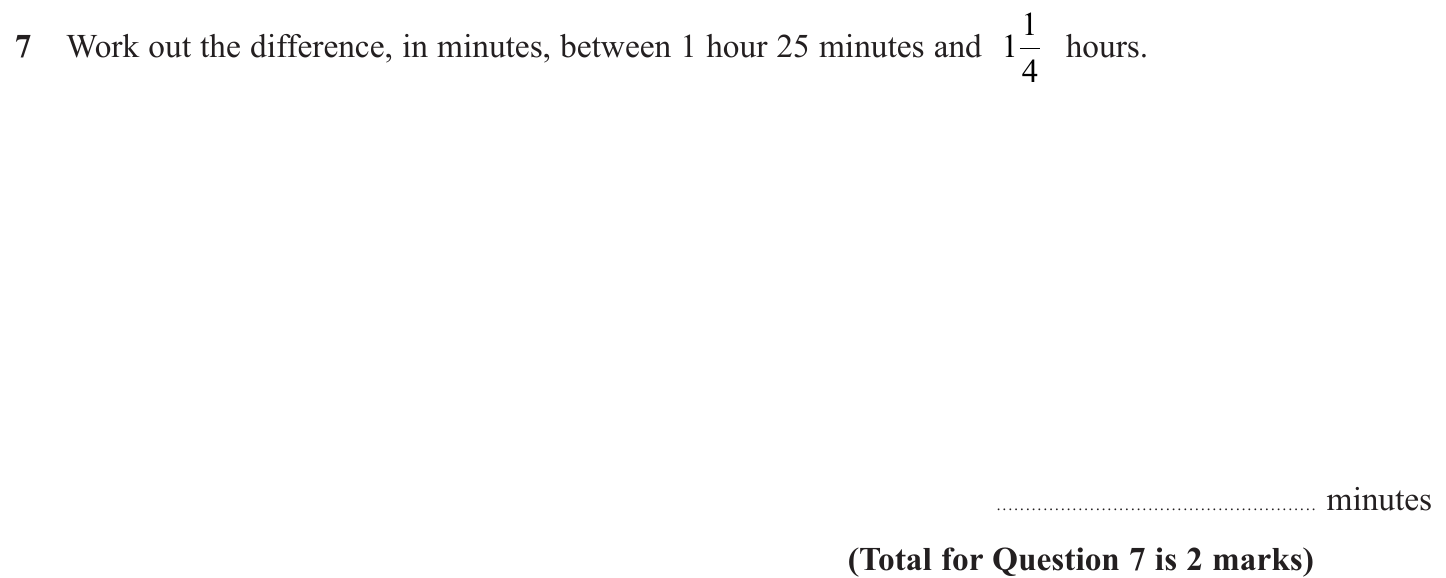 7 Work out the difference, in minutes, between 1 hour 25 minutes and 1 1/4 hours.
........................................................ minutes
(Total for Question 7 is 2 marks)